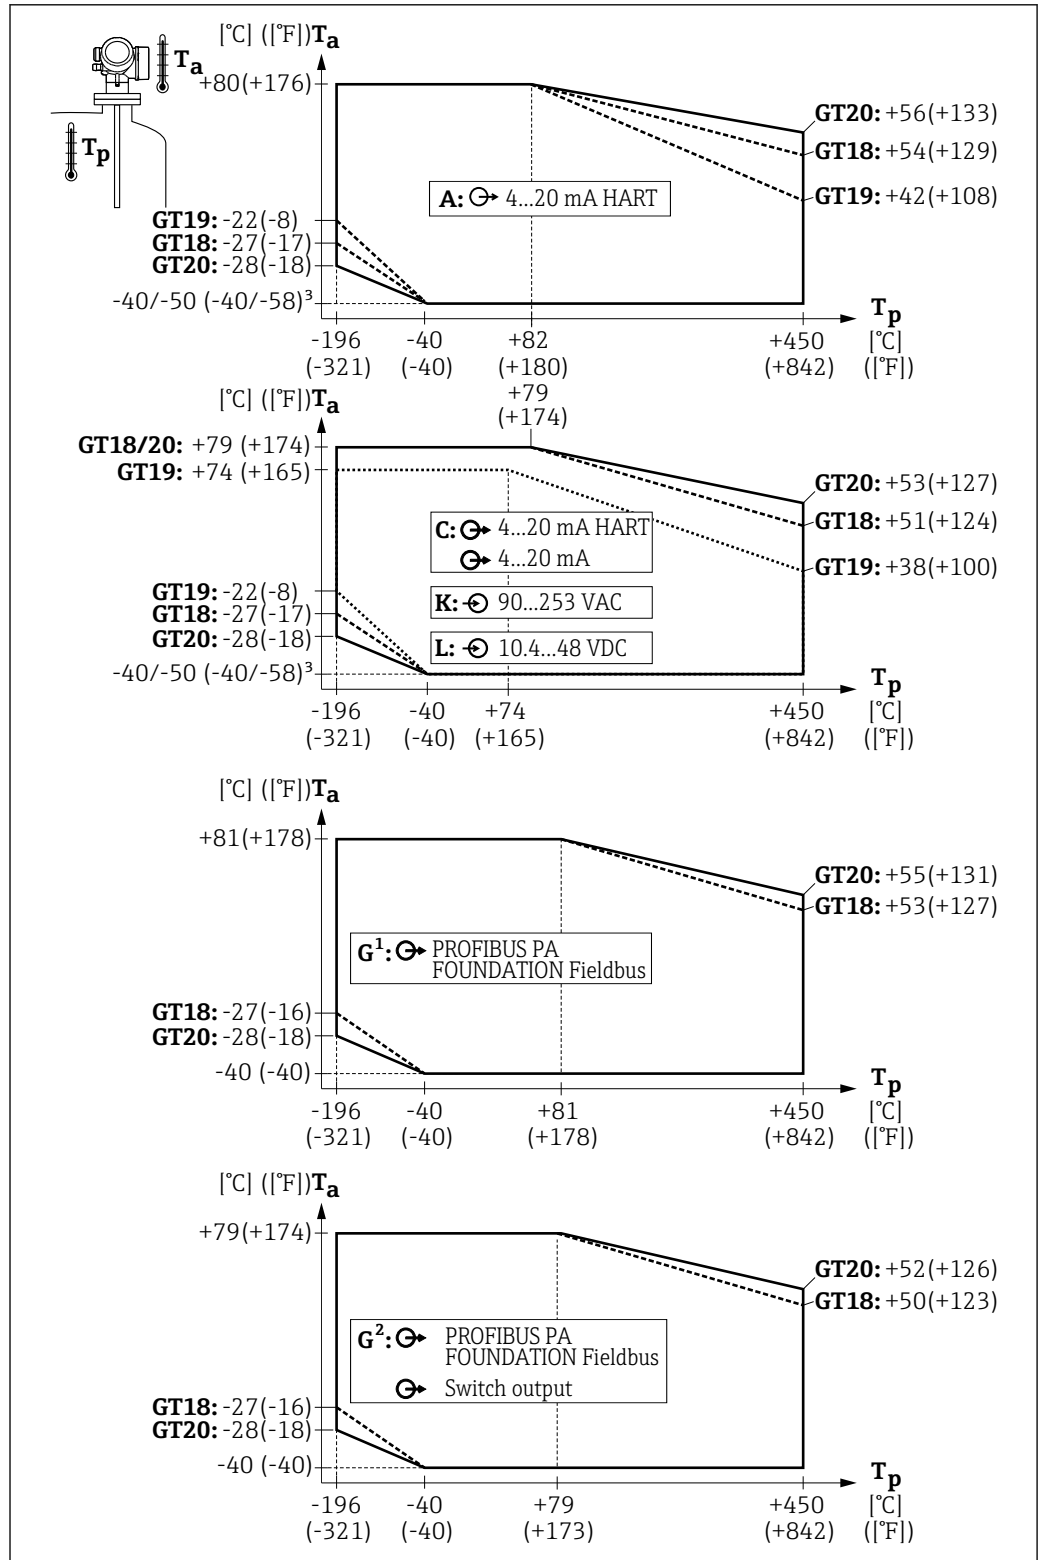 [°C] ([°F])Ta
Ta
Tp
+80(+176)
GT20: +56(+133)
GT18: +54(+129)
GT19: +42(+108)
A: 4...20 mA HART
GT19: -22(-8)
GT18: -27(-17)
GT20: -28(-18)
-40/-50 (-40/-58)³
Tp
-196 -40 +82 +450 [°C]
(-321) (-40) (+180) (+842) ([°F])
+79
(+174)
[°C] ([°F])Ta
GT18/20: +79 (+174)
GT19: +74 (+165)
GT20: +53(+127)
GT18: +51(+124)
GT19: +38(+100)
C: 4...20 mA HART
4...20 mA
K: 90...253 VAC
L: 10.4...48 VDC
GT19: -22(-8)
GT18: -27(-17)
GT20: -28(-18)
-40/-50 (-40/-58)³
Tp
-196 -40 +74 +450 [°C]
(-321) (-40) (+165) (+842) ([°F])
[°C] ([°F])Ta
+81(+178)
GT20: +55(+131)
GT18: +53(+127)
G¹: PROFIBUS PA
FOUNDATION Fieldbus
GT18: -27(-16)
GT20: -28(-18)
-40 (-40)
Tp
-196 -40 +81 +450 [°C]
(-321) (-40) (+178) (+842) ([°F])
[°C] ([°F])Ta
+79(+174)
GT20: +52(+126)
GT18: +50(+123)
G²: PROFIBUS PA
FOUNDATION Fieldbus
Switch output
GT18: -27(-16)
GT20: -28(-18)
-40 (-40)
Tp
-196 -40 +79 +450 [°C]
(-321) (-40) (+173) (+842) ([°F])